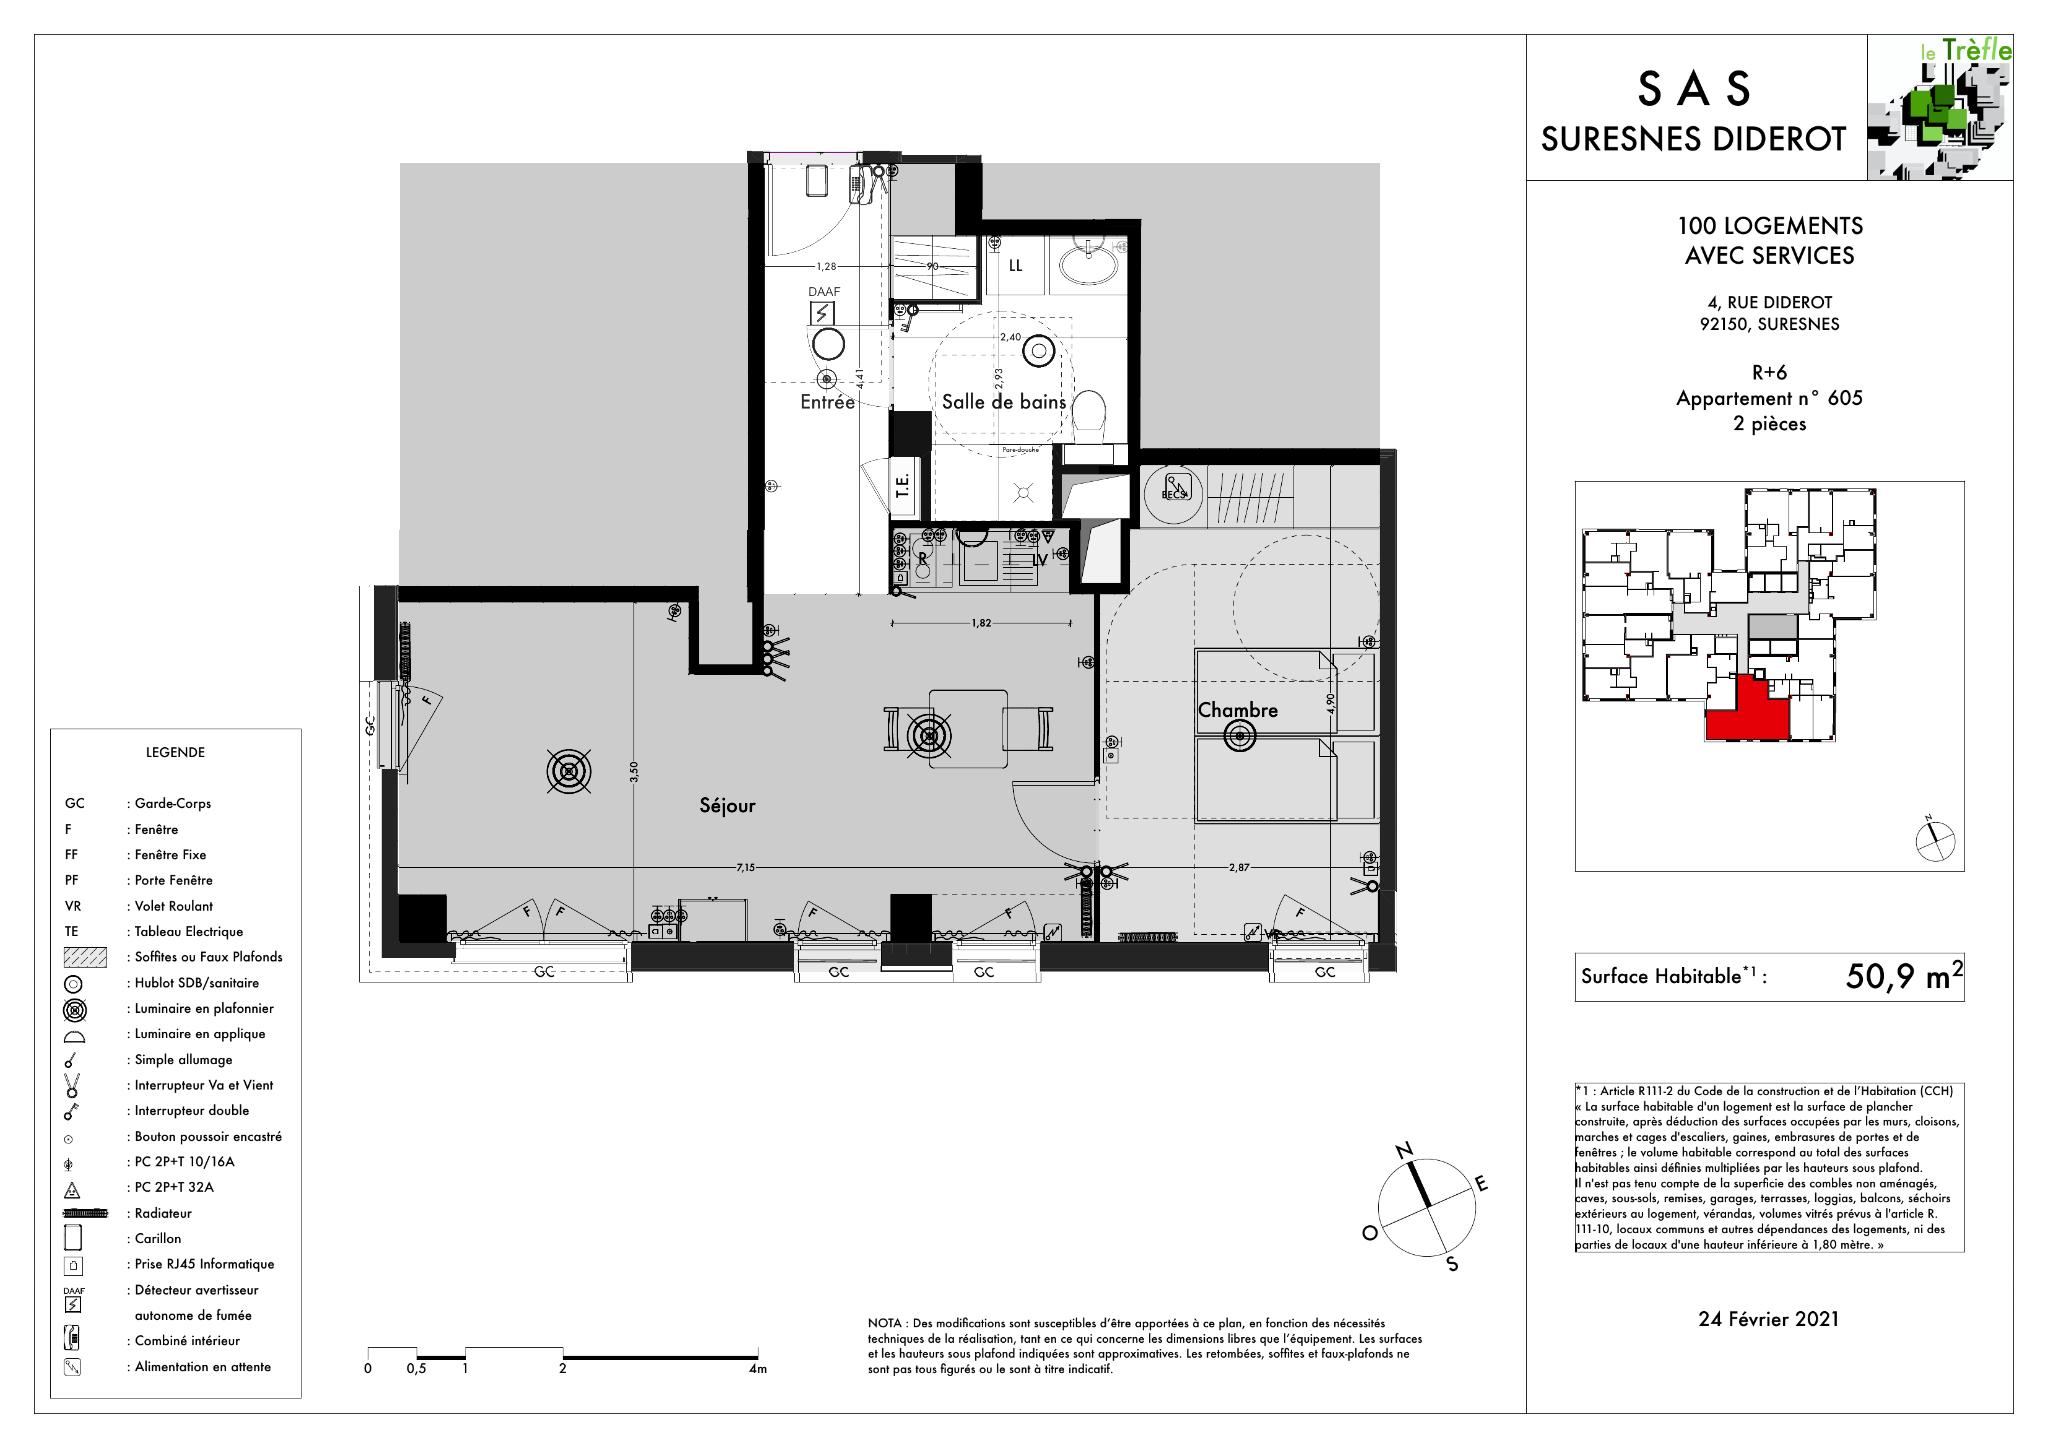 le Trèfle
S A S
SURESNES DIDEROT
100 LOGEMENTS
AVEC SERVICES
4, RUE DIDEROT
92150, SURESNES
R+6
Appartement n° 605
2 pièces
N
Surface Habitable*1 :
50,9 m2
*1 : Article R111-2 du Code de la construction et de l'Habitation (CCH)
« La surface habitable d'un logement est la surface de plancher
construite, après déduction des surfaces occupées par les murs, cloisons,
marches et cages d'escaliers, gaines, embrasures de portes et de
fenêtres ; le volume habitable correspond au total des surfaces
habitables ainsi définies multipliées par les hauteurs sous plafond.
Il n'est pas tenu compte de la superficie des combles non aménagés,
caves, sous-sols, remises, garages, terrasses, loggias, balcons, séchoirs
extérieurs au logement, vérandas, volumes vitrés prévus à l'article R.
111-10, locaux communs et autres dépendances des logements, ni des
parties de locaux d'une hauteur inférieure à 1,80 mètre. »
24 Février 2021
1,28
90
LL
DAAF
2,40
4,41
2,93
Entrée
Salle de bains
Pare-douche
T.E.
BECS
R
LV
1,82
GC
F
3,50
Séjour
Chambre
4,90
7,15
2,87
F
F
F
F
F
VR
GC
GC
GC
GC
LEGENDE
GC : Garde-Corps
F : Fenêtre
FF : Fenêtre Fixe
PF : Porte Fenêtre
VR : Volet Roulant
TE : Tableau Electrique
: Soffites ou Faux Plafonds
: Hublot SDB/sanitaire
: Luminaire en plafonnier
: Luminaire en applique
: Simple allumage
: Interrupteur Va et Vient
: Interrupteur double
: Bouton poussoir encastré
: PC 2P+T 10/16A
: PC 2P+T 32A
: Radiateur
: Carillon
: Prise RJ45 Informatique
DAAF : Détecteur avertisseur
autonome de fumée
: Combiné intérieur
: Alimentation en attente
0 0,5 1 2 4m
N
E
O
S
NOTA : Des modifications sont susceptibles d'être apportées à ce plan, en fonction des nécessités
techniques de la réalisation, tant en ce qui concerne les dimensions libres que l'équipement. Les surfaces
et les hauteurs sous plafond indiquées sont approximatives. Les retombées, soffites et faux-plafonds ne
sont pas tous figurés ou le sont à titre indicatif.